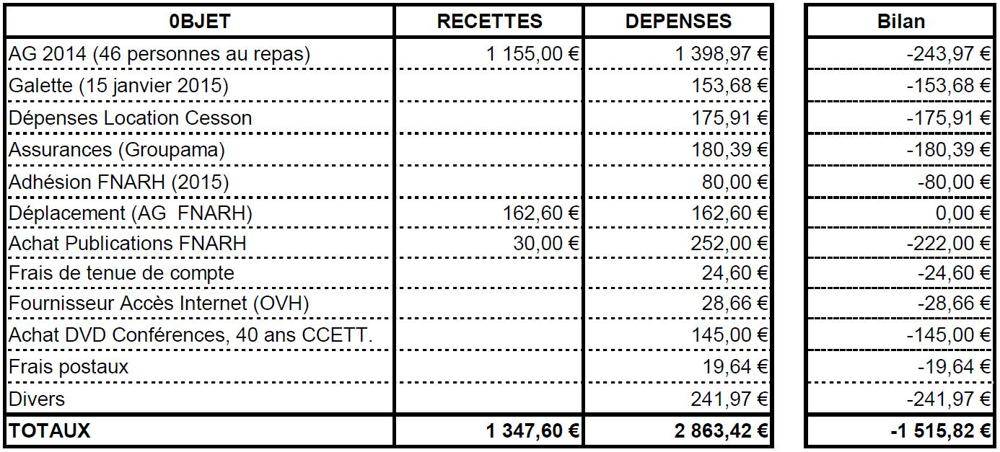 0BJET RECETTES DEPENSES Bilan
AG 2014 (46 personnes au repas) 1 155,00 € 1 398,97 € -243,97 €
Galette (15 janvier 2015) 153,68 € -153,68 €
Dépenses Location Cesson 175,91 € -175,91 €
Assurances (Groupama) 180,39 € -180,39 €
Adhésion FNARH (2015) 80,00 € -80,00 €
Déplacement (AG  FNARH) 162,60 € 162,60 € 0,00 €
Achat Publications FNARH 30,00 € 252,00 € -222,00 €
Frais de tenue de compte 24,60 € -24,60 €
Fournisseur Accès Internet (OVH) 28,66 € -28,66 €
Achat DVD Conférences, 40 ans CCETT. 145,00 € -145,00 €
Frais postaux 19,64 € -19,64 €
Divers 241,97 € -241,97 €
TOTAUX 1 347,60 € 2 863,42 € -1 515,82 €